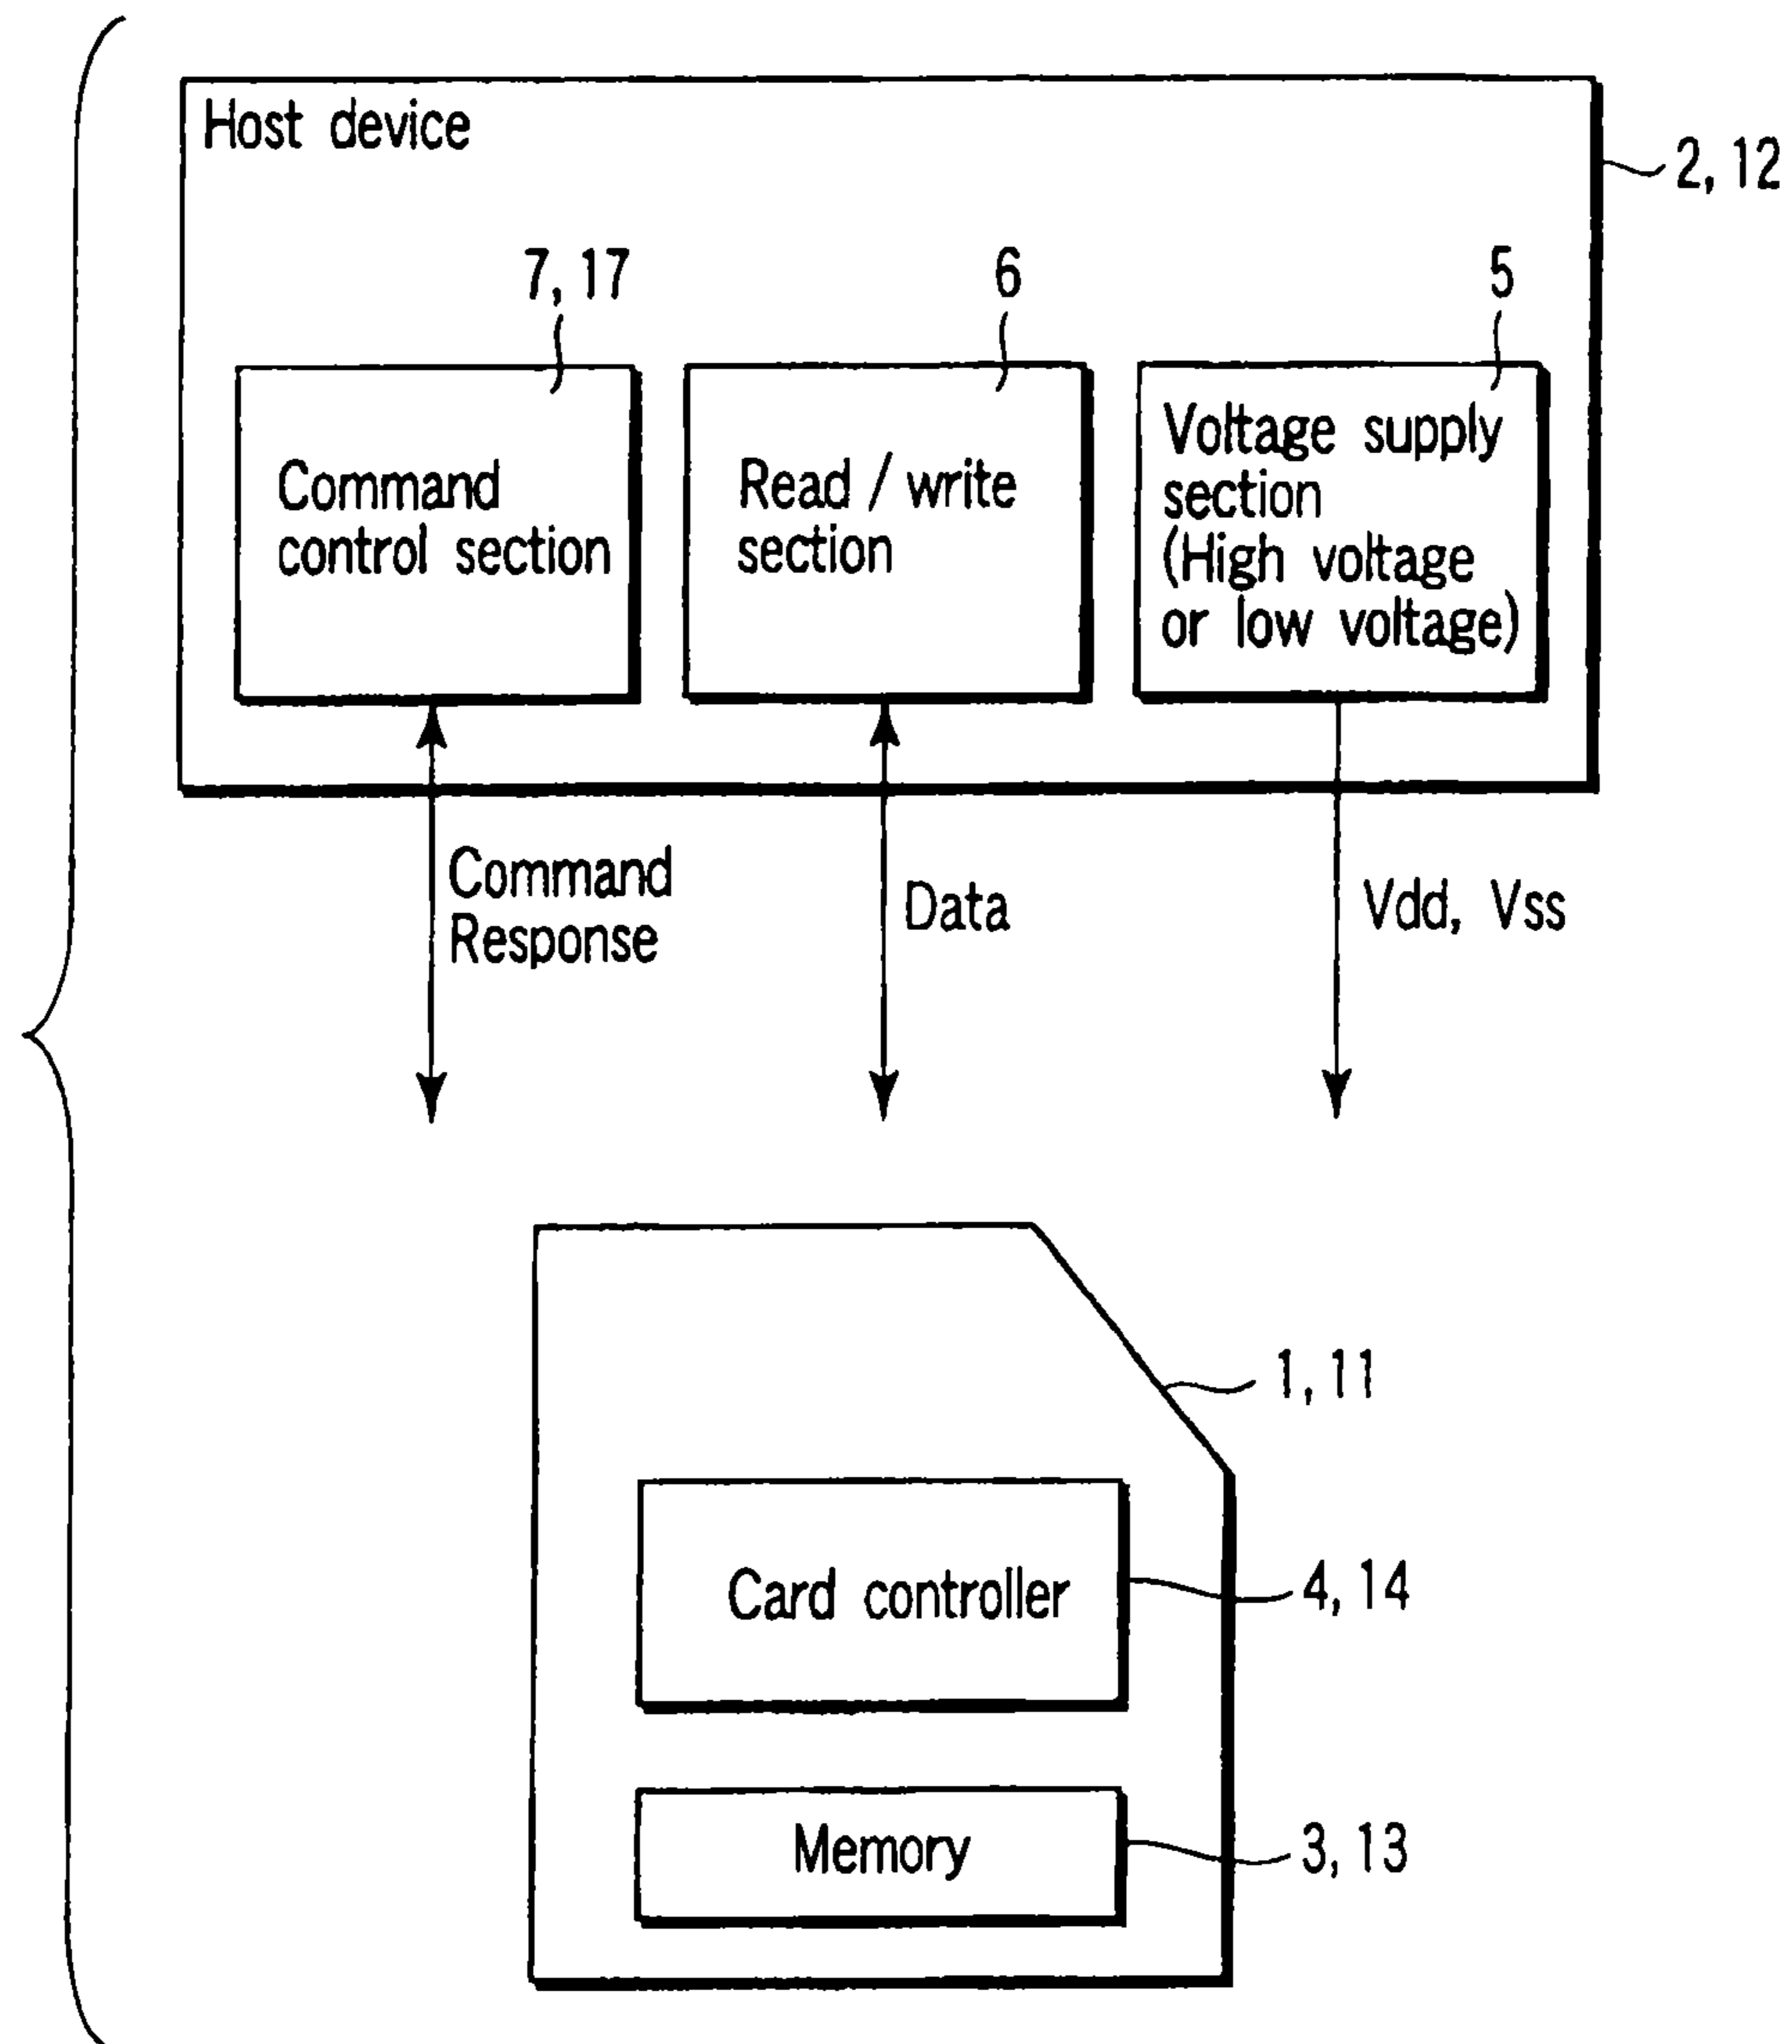 Host device
2, 12
7, 17
6
5
Command
control section
Read / write
section
Voltage supply
section
(High voltage
or low voltage)
Command
Response
Data
Vdd, Vss
1, 11
Card controller
4, 14
Memory
3, 13